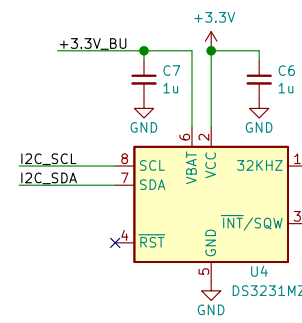 +3.3V
+3.3V_BU
C7
1u
GND
C6
1u
GND
6
2
I2C_SCL
8
SCL
VBAT
VCC
32KHZ
1
I2C_SDA
7
SDA
4
RST
INT/SQW
3
GND
5
U4
DS3231MZ
GND